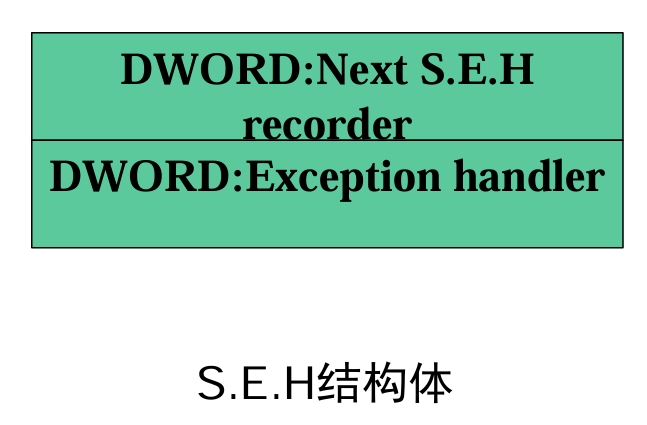 DWORD:Next S.E.H
recorder
DWORD:Exception handler
S.E.H结构体